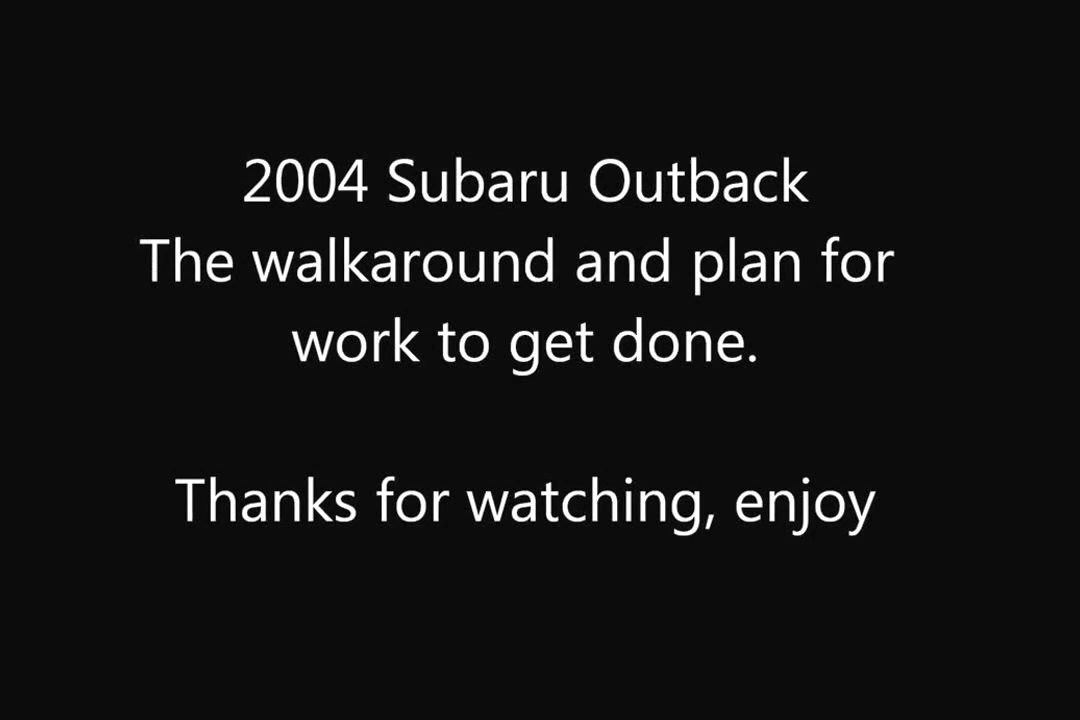 2004 Subaru Outback
The walkaround and plan for
work to get done.
Thanks for watching, enjoy